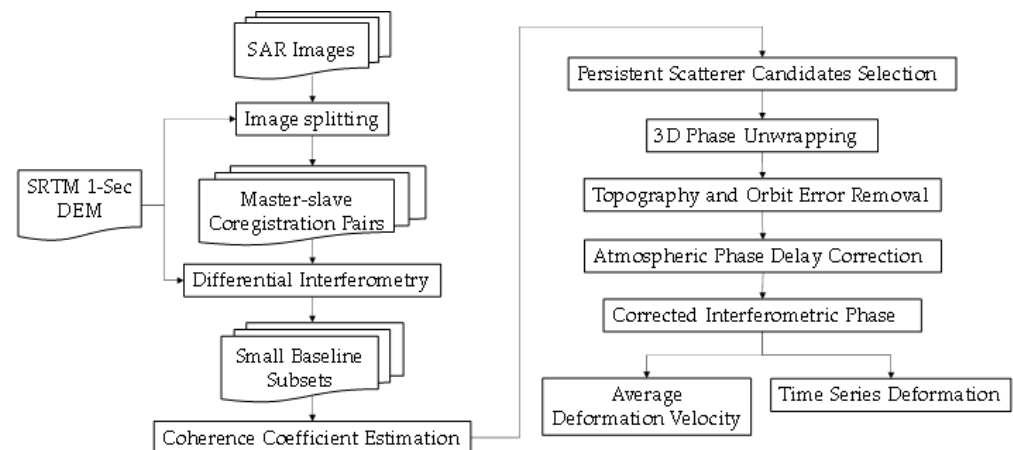 SAR Images
Image splitting
SRTM 1-Sec
DEM
Master-slave
Coregistration Pairs
Differential Interferometry
Small Baseline
Subsets
Coherence Coefficient Estimation
Persistent Scatterer Candidates Selection
3D Phase Unwrapping
Topography and Orbit Error Removal
Atmospheric Phase Delay Correction
Corrected Interferometric Phase
Average
Deformation Velocity
Time Series Deformation